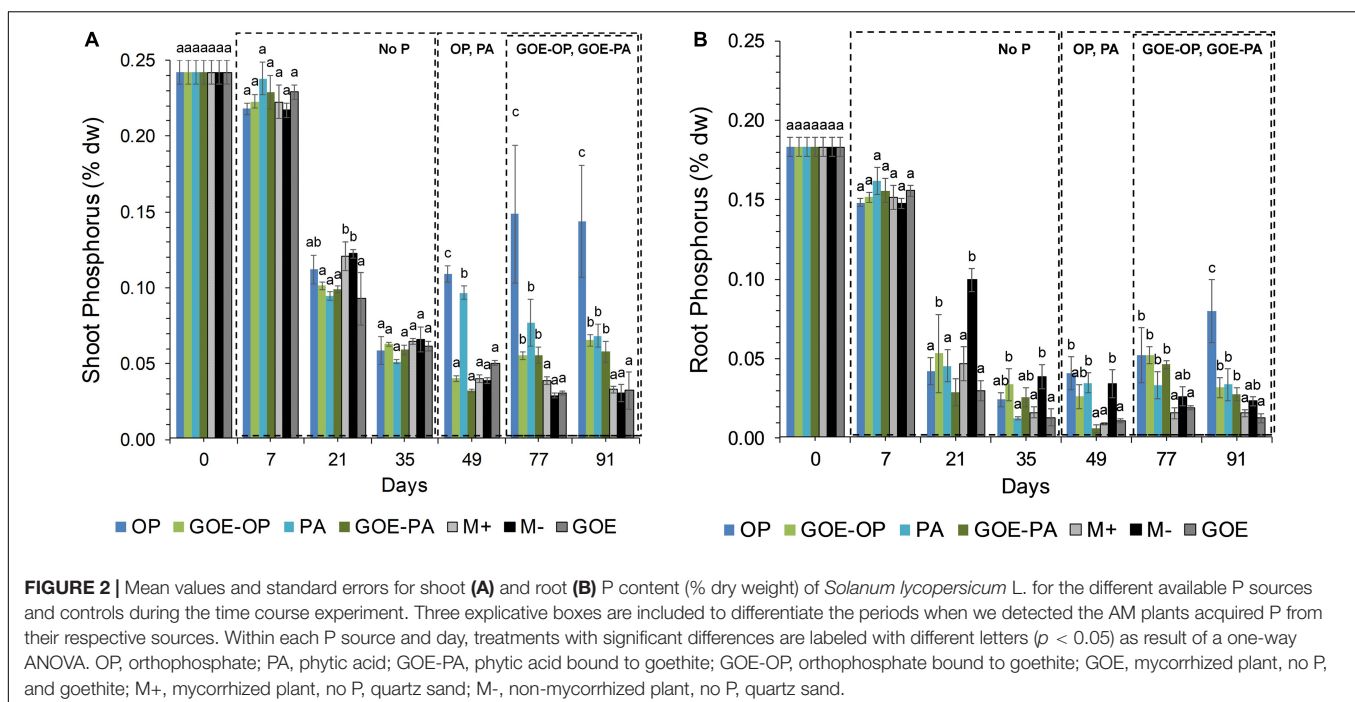 A
aaaaaaa
No P
OP, PA
GOE-OP, GOE-PA
0.25
0.20
0.15
0.10
0.05
0.00
Shoot Phosphorus (% dw)
a a a a a a a
ab a a a b b a
a a a a a a a
c a b a a a a
c b b b a a a
c b b b a a a
0 7 21 35 49 77 91
Days
OP GOE-OP PA GOE-PA M+ M- GOE
B
aaaaaaa
No P
OP, PA
GOE-OP, GOE-PA
0.25
0.20
0.15
0.10
0.05
0.00
Root Phosphorus (% dw)
a a a a a a a
a b a a a b a
a b a a a b a
b ab b a a b a
b b b b a ab a
c b b b a ab a
0 7 21 35 49 77 91
Days
OP GOE-OP PA GOE-PA M+ M- GOE
FIGURE 2 | Mean values and standard errors for shoot (A) and root (B) P content (% dry weight) of Solanum lycopersicum L. for the different available P sources
and controls during the time course experiment. Three explicative boxes are included to differentiate the periods when we detected the AM plants acquired P from
their respective sources. Within each P source and day, treatments with significant differences are labeled with different letters (p < 0.05) as result of a one-way
ANOVA. OP, orthophosphate; PA, phytic acid; GOE-PA, phytic acid bound to goethite; GOE-OP, orthophosphate bound to goethite; GOE, mycorrhized plant, no P,
and goethite; M+, mycorrhized plant, no P, quartz sand; M-, non-mycorrhized plant, no P, quartz sand.